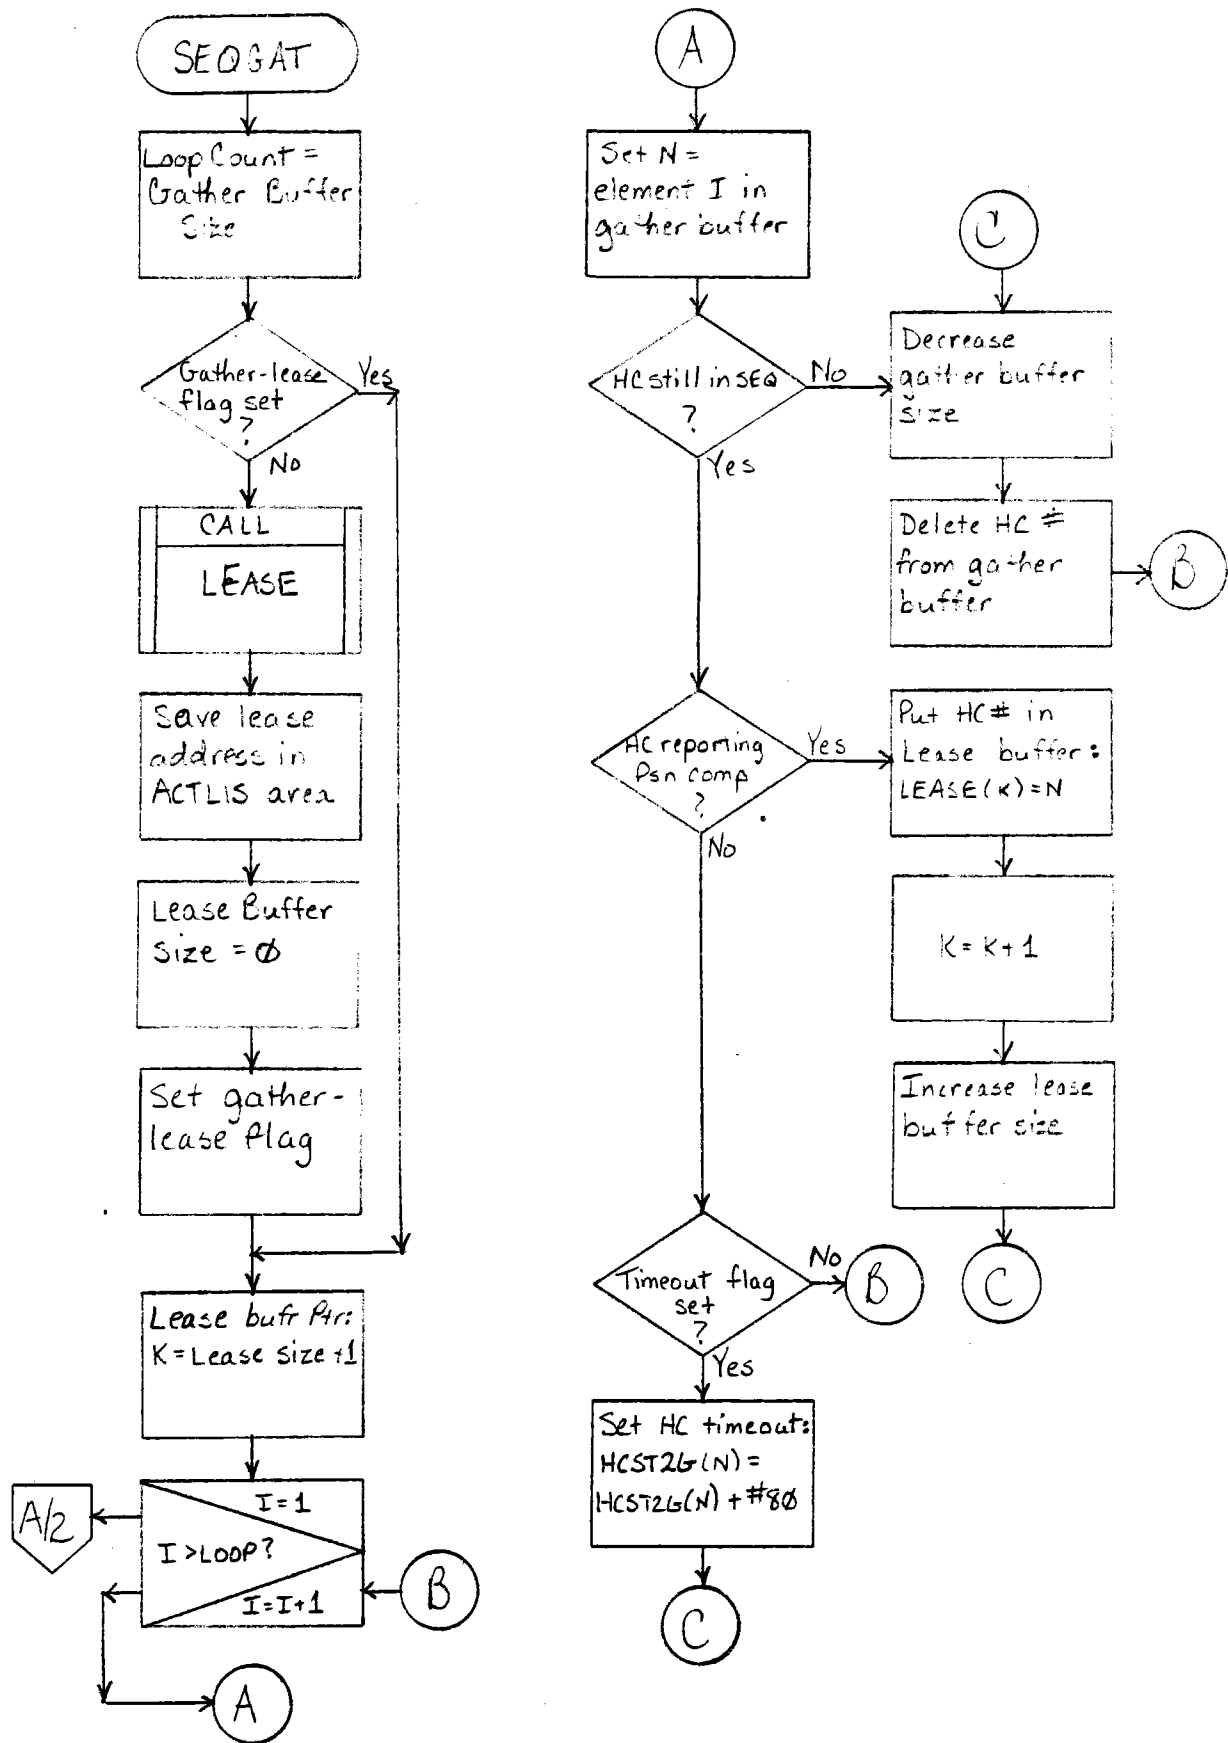 SEQGAT
Loop Count =
Gather Buffer
Size
Gather-lease
flag set
?
Yes
No
CALL
LEASE
Save lease
address in
ACTLIS area
Lease Buffer
Size = Ø
Set gather-
lease flag
Lease bufr Ptr:
K = Lease size +1
I = 1
I > LOOP?
I = I + 1
A/2
B
A
A
Set N =
element I in
gather buffer
HC still in SEQ
?
No
Yes
HC reporting
Psn comp
?
Yes
No
Timeout flag
set
?
No
B
Yes
Set HC timeout:
HCST2G(N) =
HCST2G(N) + #8Ø
C
C
Decrease
gather buffer
size
Delete HC #
from gather
buffer
B
Put HC # in
Lease buffer:
LEASE(K) = N
K = K + 1
Increase lease
buffer size
C